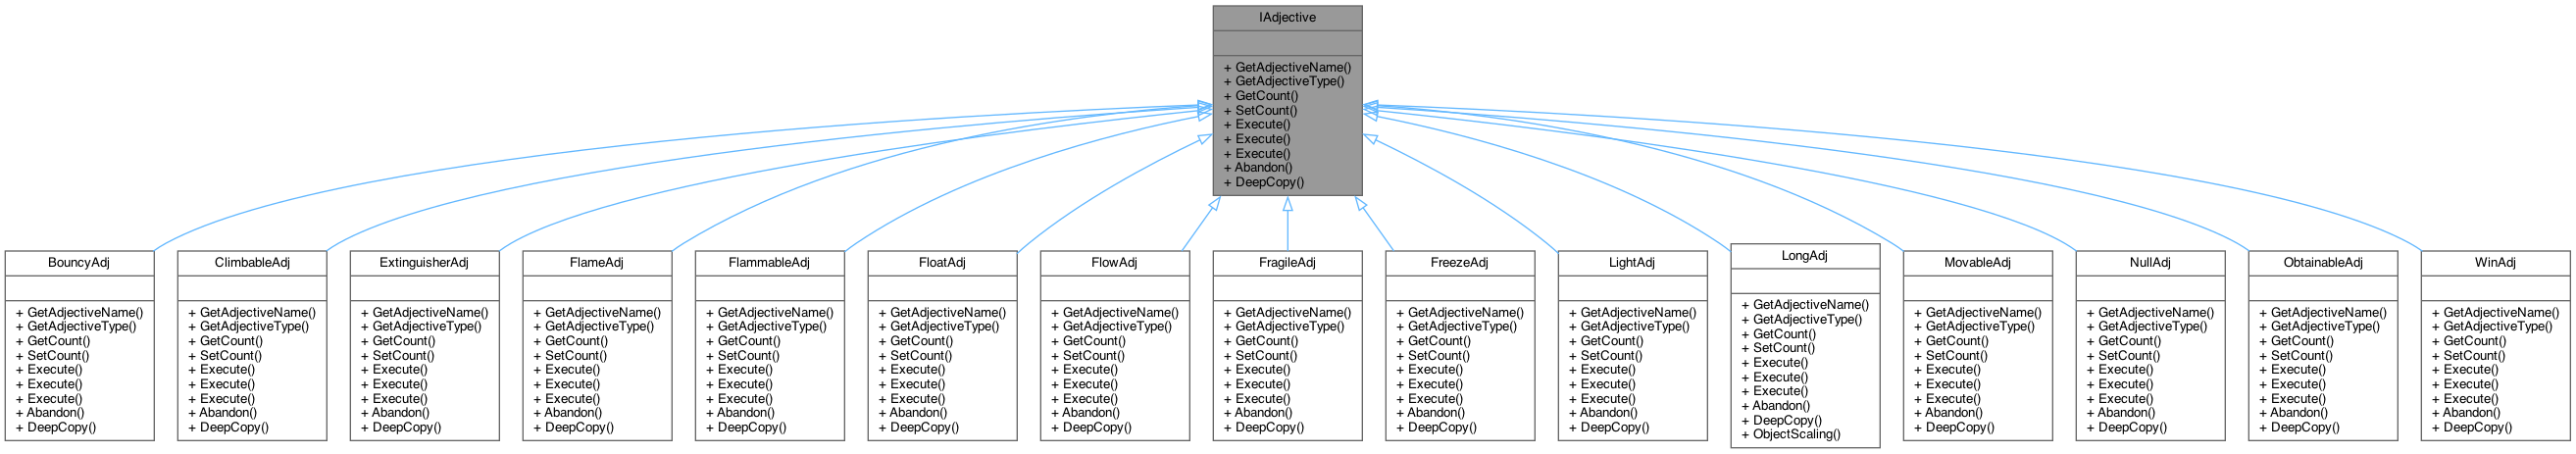 IAdjective
+ GetAdjectiveName()
+ GetAdjectiveType()
+ GetCount()
+ SetCount()
+ Execute()
+ Execute()
+ Execute()
+ Abandon()
+ DeepCopy()
BouncyAdj
+ GetAdjectiveName()
+ GetAdjectiveType()
+ GetCount()
+ SetCount()
+ Execute()
+ Execute()
+ Execute()
+ Abandon()
+ DeepCopy()
ClimbableAdj
+ GetAdjectiveName()
+ GetAdjectiveType()
+ GetCount()
+ SetCount()
+ Execute()
+ Execute()
+ Execute()
+ Abandon()
+ DeepCopy()
ExtinguisherAdj
+ GetAdjectiveName()
+ GetAdjectiveType()
+ GetCount()
+ SetCount()
+ Execute()
+ Execute()
+ Execute()
+ Abandon()
+ DeepCopy()
FlameAdj
+ GetAdjectiveName()
+ GetAdjectiveType()
+ GetCount()
+ SetCount()
+ Execute()
+ Execute()
+ Execute()
+ Abandon()
+ DeepCopy()
FlammableAdj
+ GetAdjectiveName()
+ GetAdjectiveType()
+ GetCount()
+ SetCount()
+ Execute()
+ Execute()
+ Execute()
+ Abandon()
+ DeepCopy()
FloatAdj
+ GetAdjectiveName()
+ GetAdjectiveType()
+ GetCount()
+ SetCount()
+ Execute()
+ Execute()
+ Execute()
+ Abandon()
+ DeepCopy()
FlowAdj
+ GetAdjectiveName()
+ GetAdjectiveType()
+ GetCount()
+ SetCount()
+ Execute()
+ Execute()
+ Execute()
+ Abandon()
+ DeepCopy()
FragileAdj
+ GetAdjectiveName()
+ GetAdjectiveType()
+ GetCount()
+ SetCount()
+ Execute()
+ Execute()
+ Execute()
+ Abandon()
+ DeepCopy()
FreezeAdj
+ GetAdjectiveName()
+ GetAdjectiveType()
+ GetCount()
+ SetCount()
+ Execute()
+ Execute()
+ Execute()
+ Abandon()
+ DeepCopy()
LightAdj
+ GetAdjectiveName()
+ GetAdjectiveType()
+ GetCount()
+ SetCount()
+ Execute()
+ Execute()
+ Execute()
+ Abandon()
+ DeepCopy()
LongAdj
+ GetAdjectiveName()
+ GetAdjectiveType()
+ GetCount()
+ SetCount()
+ Execute()
+ Execute()
+ Execute()
+ Abandon()
+ DeepCopy()
+ ObjectScaling()
MovableAdj
+ GetAdjectiveName()
+ GetAdjectiveType()
+ GetCount()
+ SetCount()
+ Execute()
+ Execute()
+ Execute()
+ Abandon()
+ DeepCopy()
NullAdj
+ GetAdjectiveName()
+ GetAdjectiveType()
+ GetCount()
+ SetCount()
+ Execute()
+ Execute()
+ Execute()
+ Abandon()
+ DeepCopy()
ObtainableAdj
+ GetAdjectiveName()
+ GetAdjectiveType()
+ GetCount()
+ SetCount()
+ Execute()
+ Execute()
+ Execute()
+ Abandon()
+ DeepCopy()
WinAdj
+ GetAdjectiveName()
+ GetAdjectiveType()
+ GetCount()
+ SetCount()
+ Execute()
+ Execute()
+ Execute()
+ Abandon()
+ DeepCopy()